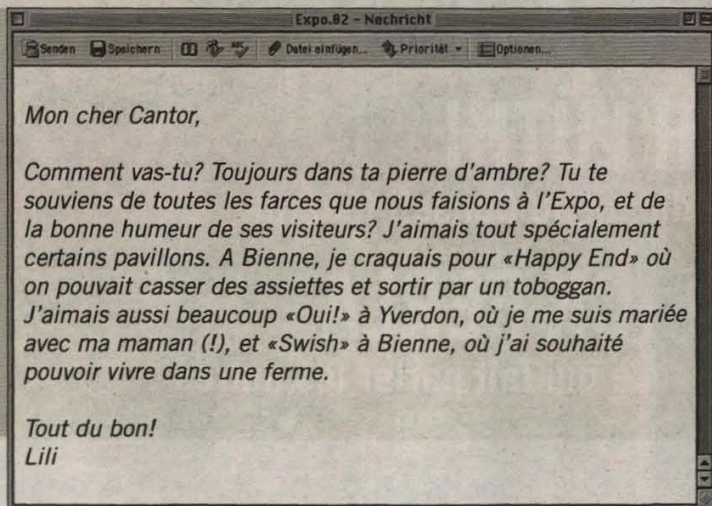 Expo.02 - Nachricht
Senden Speichern Datei einfügen... Priorität Optionen...
Mon cher Cantor,
Comment vas-tu? Toujours dans ta pierre d'ambre? Tu te
souviens de toutes les farces que nous faisions à l'Expo, et de
la bonne humeur de ses visiteurs? J'aimais tout spécialement
certains pavillons. A Bienne, je craquais pour «Happy End» où
on pouvait casser des assiettes et sortir par un toboggan.
J'aimais aussi beaucoup «Oui!» à Yverdon, où je me suis mariée
avec ma maman (!), et «Swish» à Bienne, où j'ai souhaité
pouvoir vivre dans une ferme.
Tout du bon!
Lili